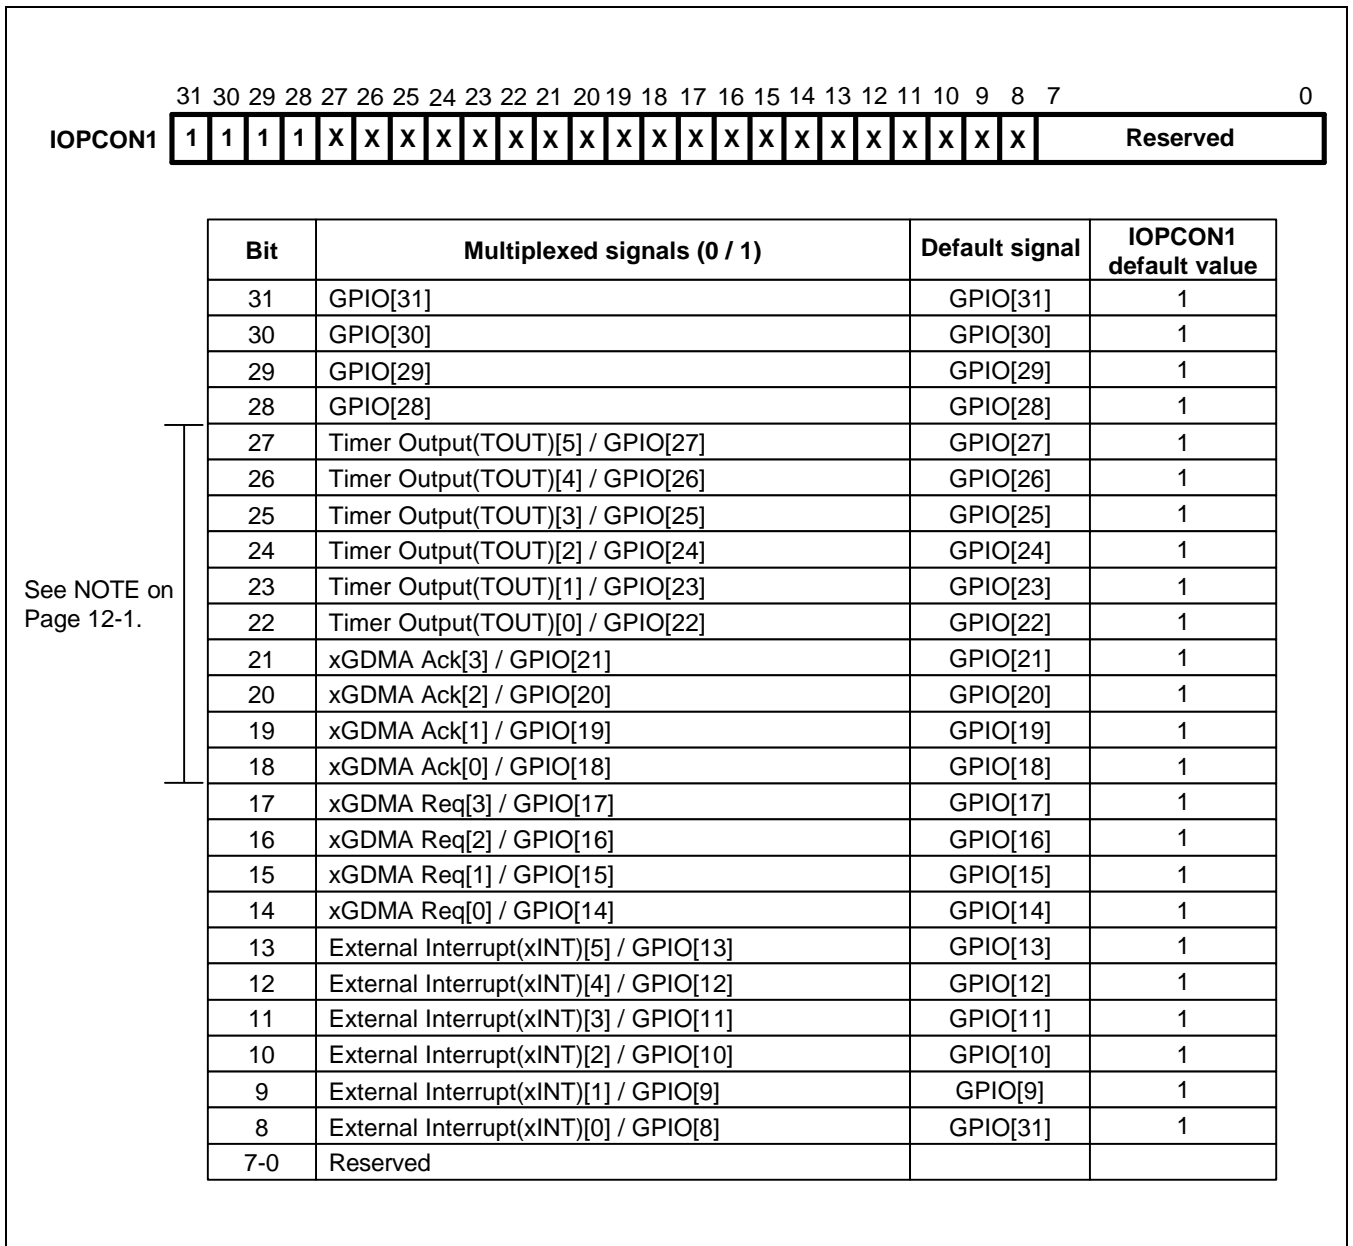 31 30 29 28 27 26 25 24 23 22 21 20 19 18 17 16 15 14 13 12 11 10 9 8 7 0
IOPCON1 1 1 1 1 X X X X X X X X X X X X X X X X X X X X Reserved
Bit Multiplexed signals (0 / 1) Default signal IOPCON1 default value
31 GPIO[31] GPIO[31] 1
30 GPIO[30] GPIO[30] 1
29 GPIO[29] GPIO[29] 1
28 GPIO[28] GPIO[28] 1
27 Timer Output(TOUT)[5] / GPIO[27] GPIO[27] 1
26 Timer Output(TOUT)[4] / GPIO[26] GPIO[26] 1
25 Timer Output(TOUT)[3] / GPIO[25] GPIO[25] 1
24 Timer Output(TOUT)[2] / GPIO[24] GPIO[24] 1
23 Timer Output(TOUT)[1] / GPIO[23] GPIO[23] 1
22 Timer Output(TOUT)[0] / GPIO[22] GPIO[22] 1
21 xGDMA Ack[3] / GPIO[21] GPIO[21] 1
20 xGDMA Ack[2] / GPIO[20] GPIO[20] 1
19 xGDMA Ack[1] / GPIO[19] GPIO[19] 1
18 xGDMA Ack[0] / GPIO[18] GPIO[18] 1
17 xGDMA Req[3] / GPIO[17] GPIO[17] 1
16 xGDMA Req[2] / GPIO[16] GPIO[16] 1
15 xGDMA Req[1] / GPIO[15] GPIO[15] 1
14 xGDMA Req[0] / GPIO[14] GPIO[14] 1
13 External Interrupt(xINT)[5] / GPIO[13] GPIO[13] 1
12 External Interrupt(xINT)[4] / GPIO[12] GPIO[12] 1
11 External Interrupt(xINT)[3] / GPIO[11] GPIO[11] 1
10 External Interrupt(xINT)[2] / GPIO[10] GPIO[10] 1
9 External Interrupt(xINT)[1] / GPIO[9] GPIO[9] 1
8 External Interrupt(xINT)[0] / GPIO[8] GPIO[31] 1
7-0 Reserved
See NOTE on
Page 12-1.